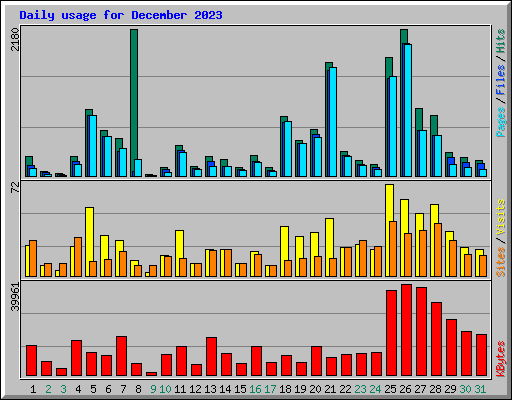 Daily usage for December 2023
2180
Pages / Files / Hits
72
Sites / Visits
39961
KBytes
1 2 3 4 5 6 7 8 9 10 11 12 13 14 15 16 17 18 19 20 21 22 23 24 25 26 27 28 29 30 31